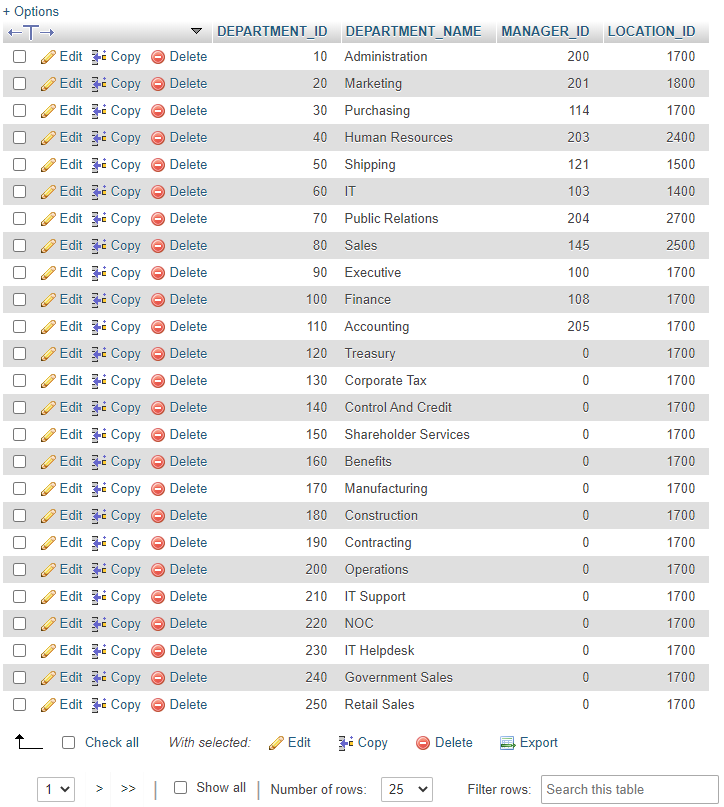 + Options
DEPARTMENT_ID DEPARTMENT_NAME MANAGER_ID LOCATION_ID
Edit Copy Delete 10 Administration 200 1700
Edit Copy Delete 20 Marketing 201 1800
Edit Copy Delete 30 Purchasing 114 1700
Edit Copy Delete 40 Human Resources 203 2400
Edit Copy Delete 50 Shipping 121 1500
Edit Copy Delete 60 IT 103 1400
Edit Copy Delete 70 Public Relations 204 2700
Edit Copy Delete 80 Sales 145 2500
Edit Copy Delete 90 Executive 100 1700
Edit Copy Delete 100 Finance 108 1700
Edit Copy Delete 110 Accounting 205 1700
Edit Copy Delete 120 Treasury 0 1700
Edit Copy Delete 130 Corporate Tax 0 1700
Edit Copy Delete 140 Control And Credit 0 1700
Edit Copy Delete 150 Shareholder Services 0 1700
Edit Copy Delete 160 Benefits 0 1700
Edit Copy Delete 170 Manufacturing 0 1700
Edit Copy Delete 180 Construction 0 1700
Edit Copy Delete 190 Contracting 0 1700
Edit Copy Delete 200 Operations 0 1700
Edit Copy Delete 210 IT Support 0 1700
Edit Copy Delete 220 NOC 0 1700
Edit Copy Delete 230 IT Helpdesk 0 1700
Edit Copy Delete 240 Government Sales 0 1700
Edit Copy Delete 250 Retail Sales 0 1700
Check all With selected: Edit Copy Delete Export
1 > >> | Show all | Number of rows: 25 Filter rows: Search this table